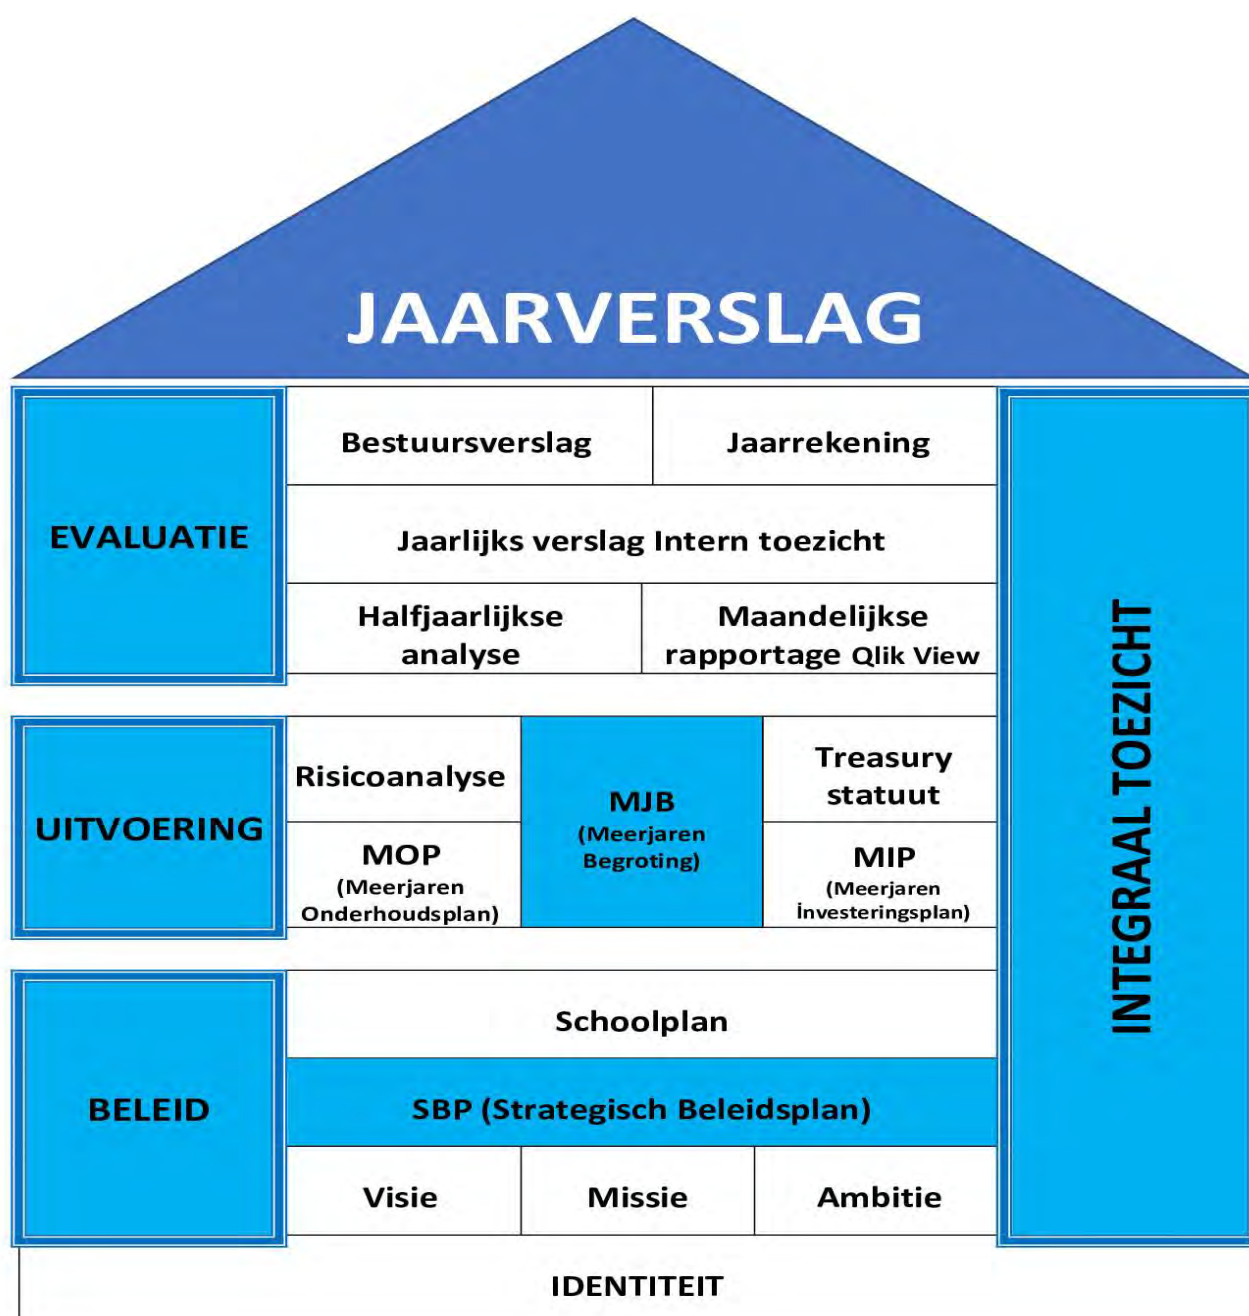 JAARVERSLAG
EVALUATIE
Bestuursverslag
Jaarrekening
Jaarlijks verslag Intern toezicht
Halfjaarlijkse
analyse
Maandelijkse
rapportage Qlik View
UITVOERING
Risicoanalyse
MOP
(Meerjaren
Onderhoudsplan)
MJB
(Meerjaren
Begroting)
Treasury
statuut
MIP
(Meerjaren
İnvesteringsplan)
BELEID
Schoolplan
SBP (Strategisch Beleidsplan)
Visie
Missie
Ambitie
INTEGRAAL TOEZICHT
IDENTITEIT